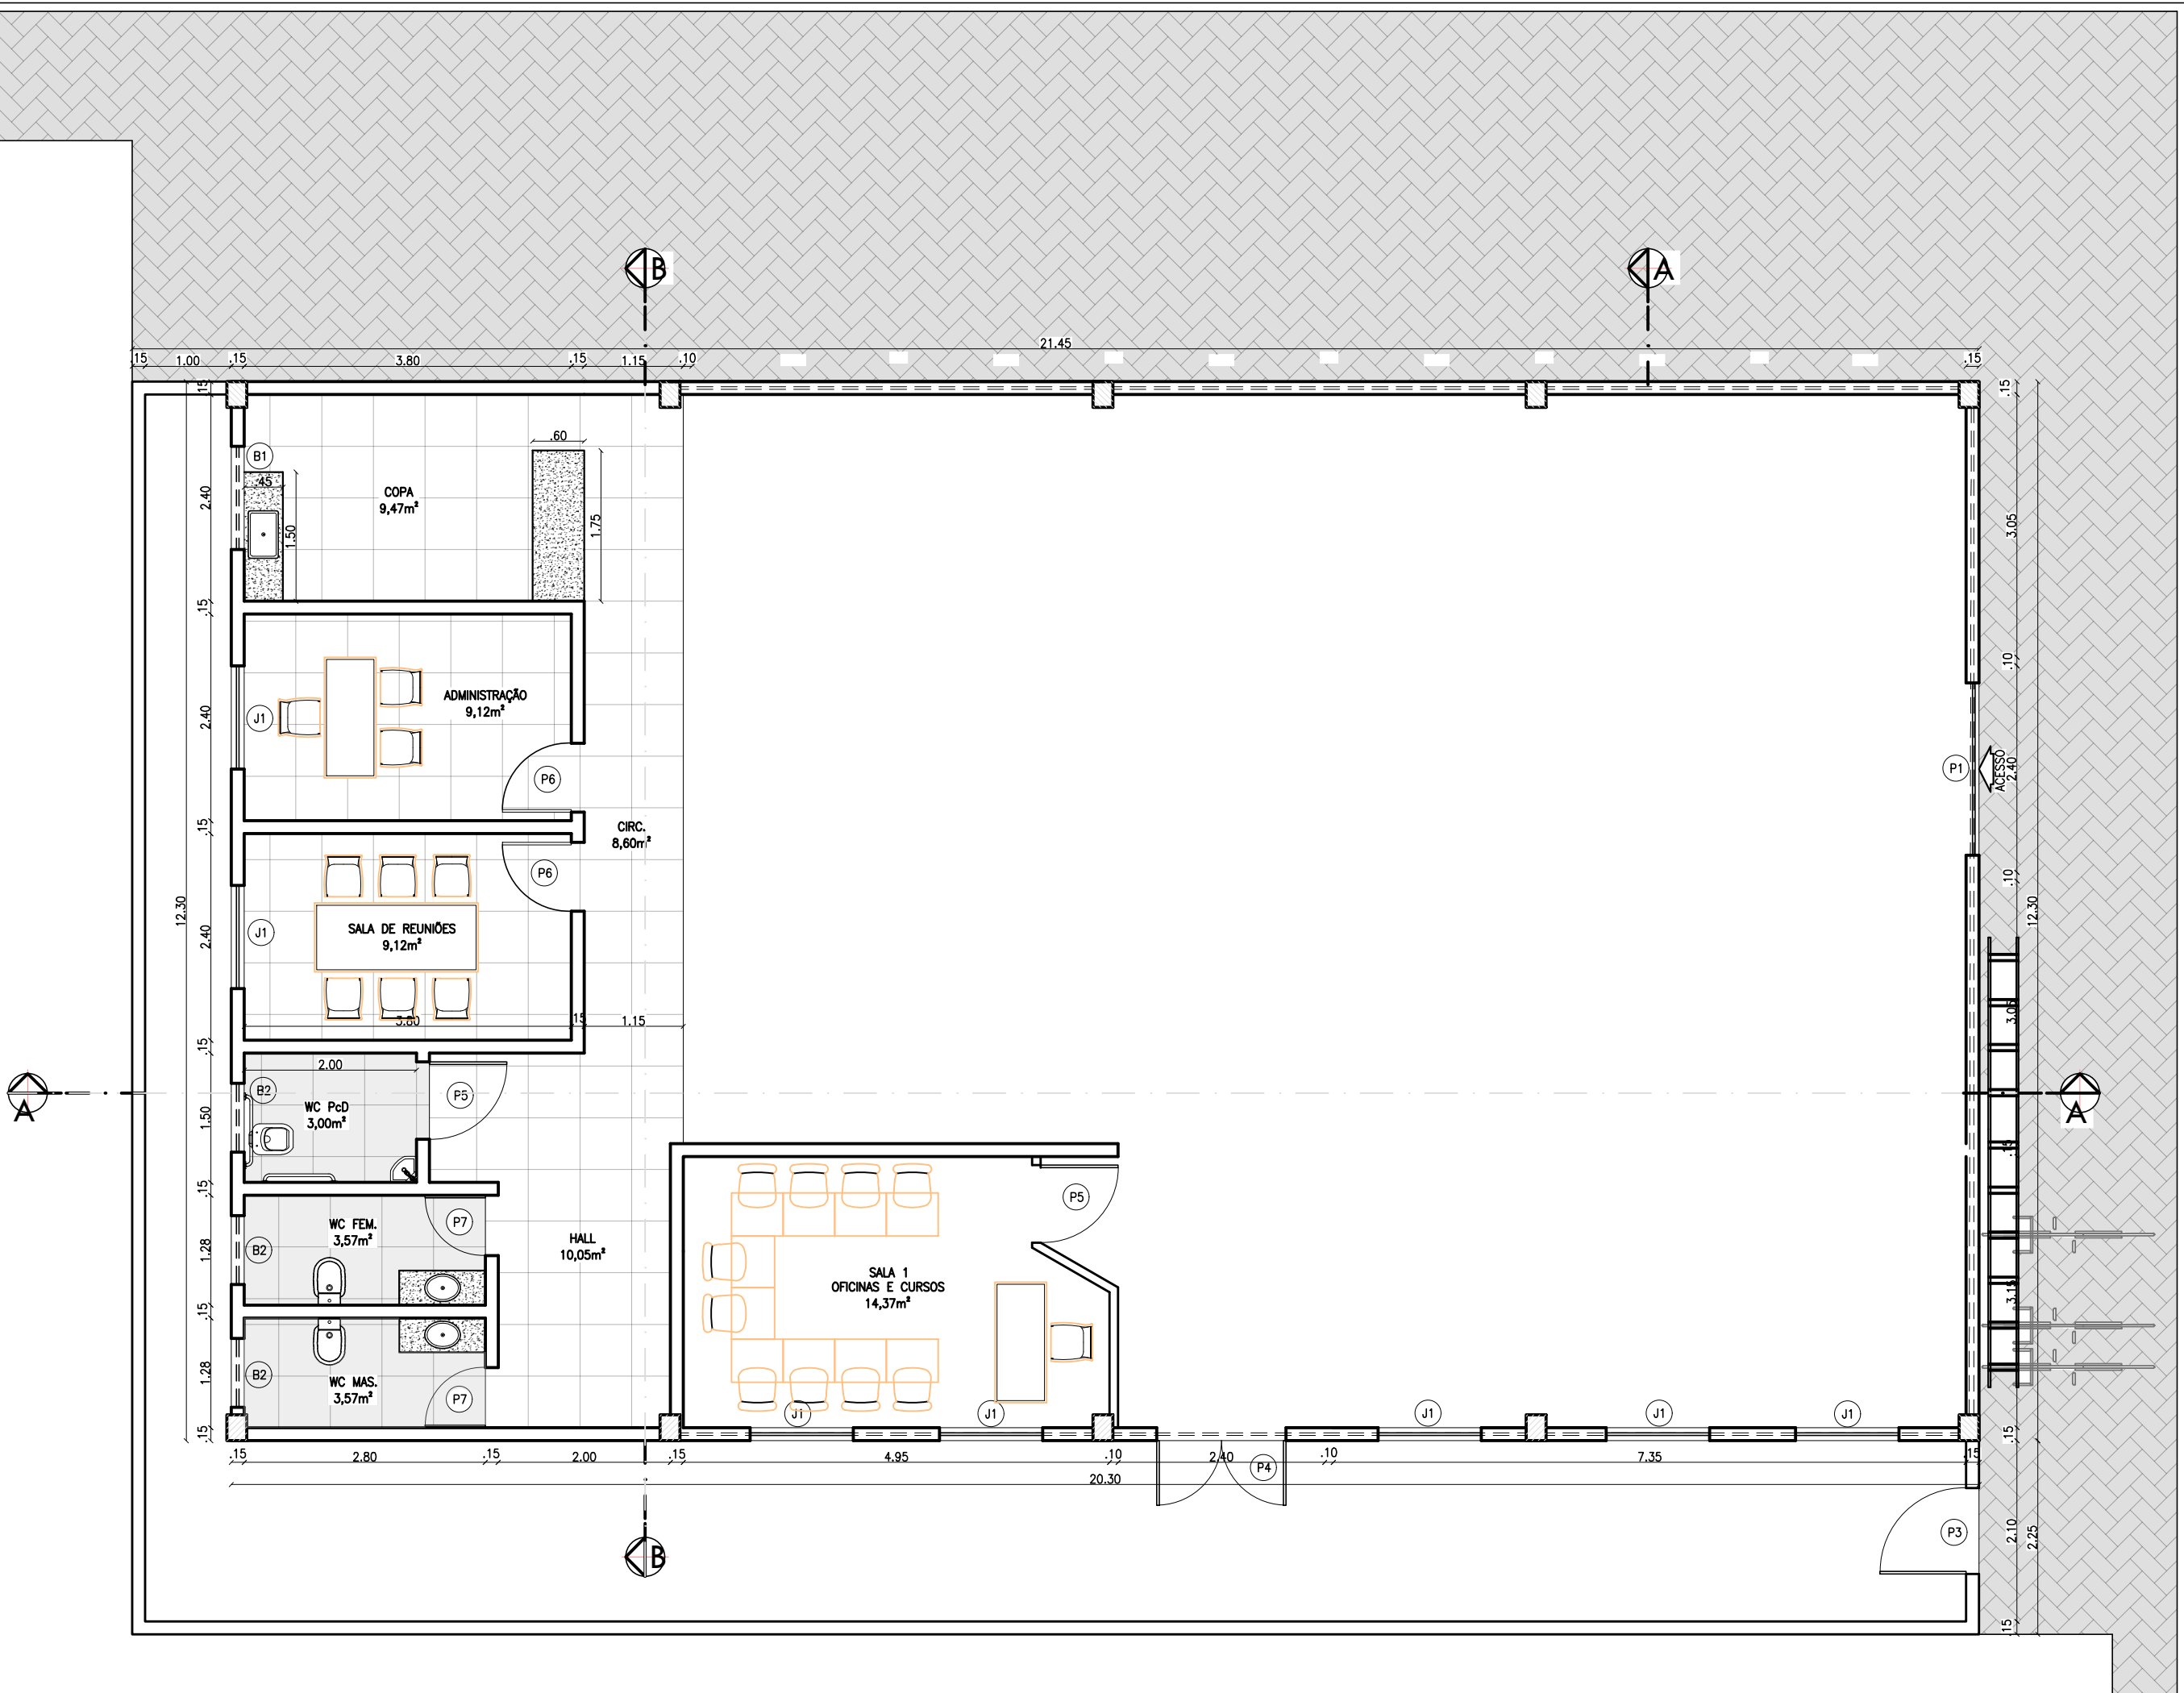 B
A
21.45
.15
1.00
.15
3.80
.15
1.15
.10
.15
.15
.15
B1
.60
.45
COPA
9,47m²
2.40
1.50
1.75
3.05
.15
.10
ADMINISTRAÇÃO
9,12m²
J1
2.40
P6
P1
ACESSO
2.40
.15
CIRC.
8,60m²
P6
.10
12.30
12.30
SALA DE REUNIÕES
9,12m²
J1
2.40
3.80
.15
1.15
3.05
.15
2.00
B2
P5
A
A
WC PcD
3,00m²
1.50
.15
.15
P5
WC FEM.
3,57m²
P7
B2
1.28
HALL
10,05m²
SALA 1
OFICINAS E CURSOS
14,37m²
.15
3.15
B2
1.28
WC MAS.
3,57m²
P7
J1
J1
J1
J1
J1
.15
.15
.15
2.80
.15
2.00
.15
4.95
.10
2.40
P4
.10
7.35
.15
20.30
P3
2.10
2.25
B
.15